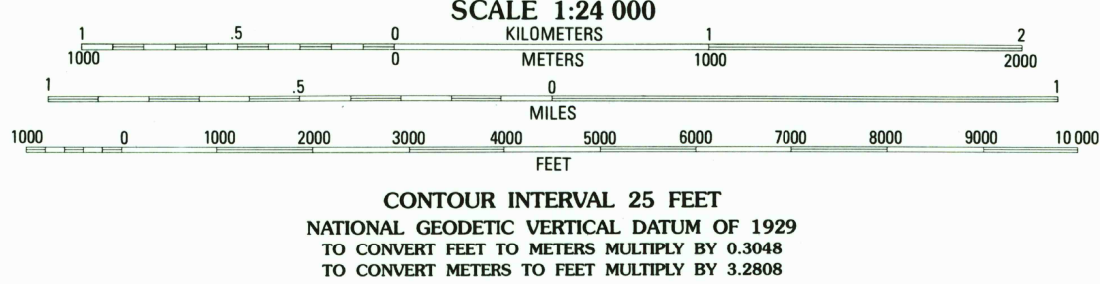 SCALE 1:24 000
1 .5 0 KILOMETERS 1 2
1000 0 METERS 1000 2000
1 .5 0 1
MILES
1000 0 1000 2000 3000 4000 5000 6000 7000 8000 9000 10 000
FEET
CONTOUR INTERVAL 25 FEET
NATIONAL GEODETIC VERTICAL DATUM OF 1929
TO CONVERT FEET TO METERS MULTIPLY BY 0.3048
TO CONVERT METERS TO FEET MULTIPLY BY 3.2808